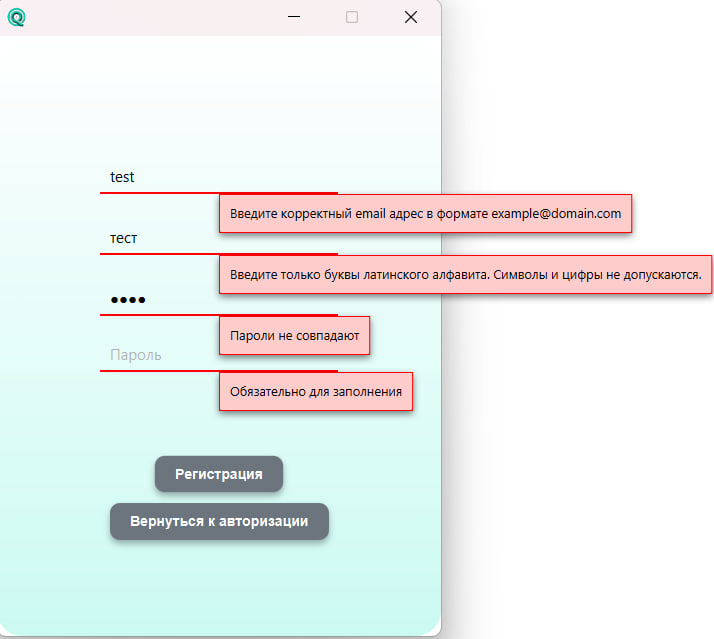 Q
test
Введите корректный email адрес в формате example@domain.com
тест
Введите только буквы латинского алфавита. Символы и цифры не допускаются.
••••
Пароли не совпадают
Пароль
Обязательно для заполнения
Регистрация
Вернуться к авторизации